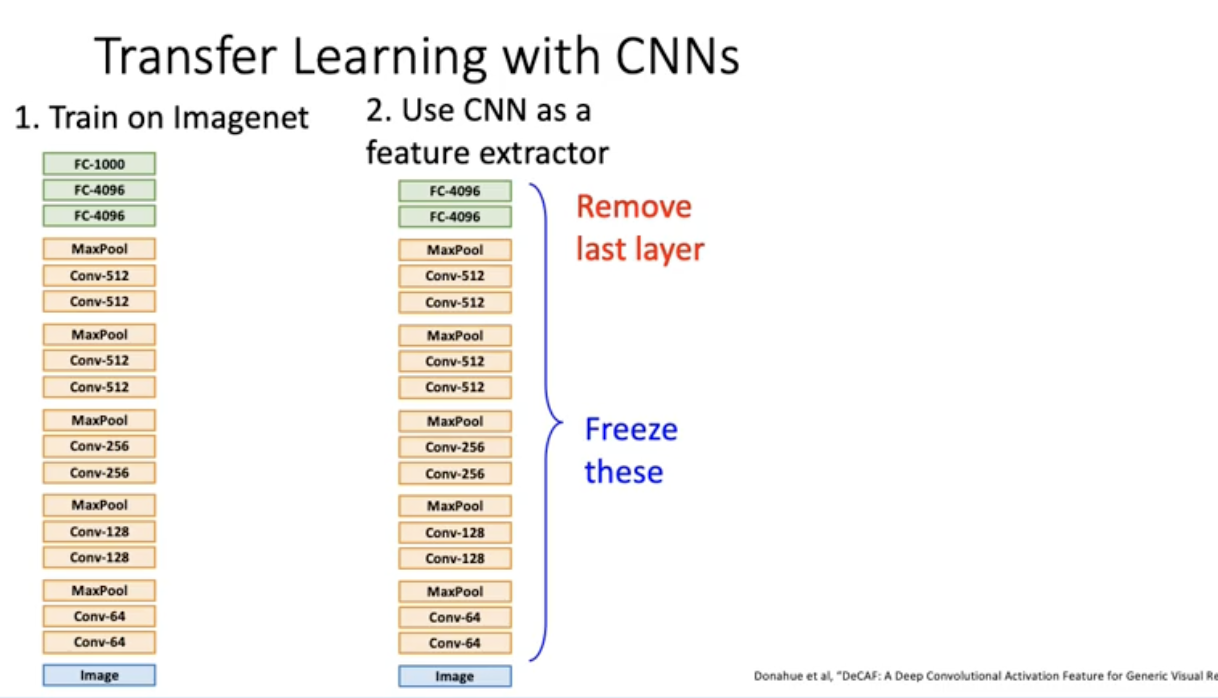 Transfer Learning with CNNs
1. Train on Imagenet
FC-1000
FC-4096
FC-4096
MaxPool
Conv-512
Conv-512
MaxPool
Conv-512
Conv-512
MaxPool
Conv-256
Conv-256
MaxPool
Conv-128
Conv-128
MaxPool
Conv-64
Conv-64
Image
2. Use CNN as a
feature extractor
FC-4096
FC-4096
MaxPool
Conv-512
Conv-512
MaxPool
Conv-512
Conv-512
MaxPool
Conv-256
Conv-256
MaxPool
Conv-128
Conv-128
MaxPool
Conv-64
Conv-64
Image
Remove
last layer
Freeze
these
Donahue et al, "DeCAF: A Deep Convolutional Activation Feature for Generic Visual Re